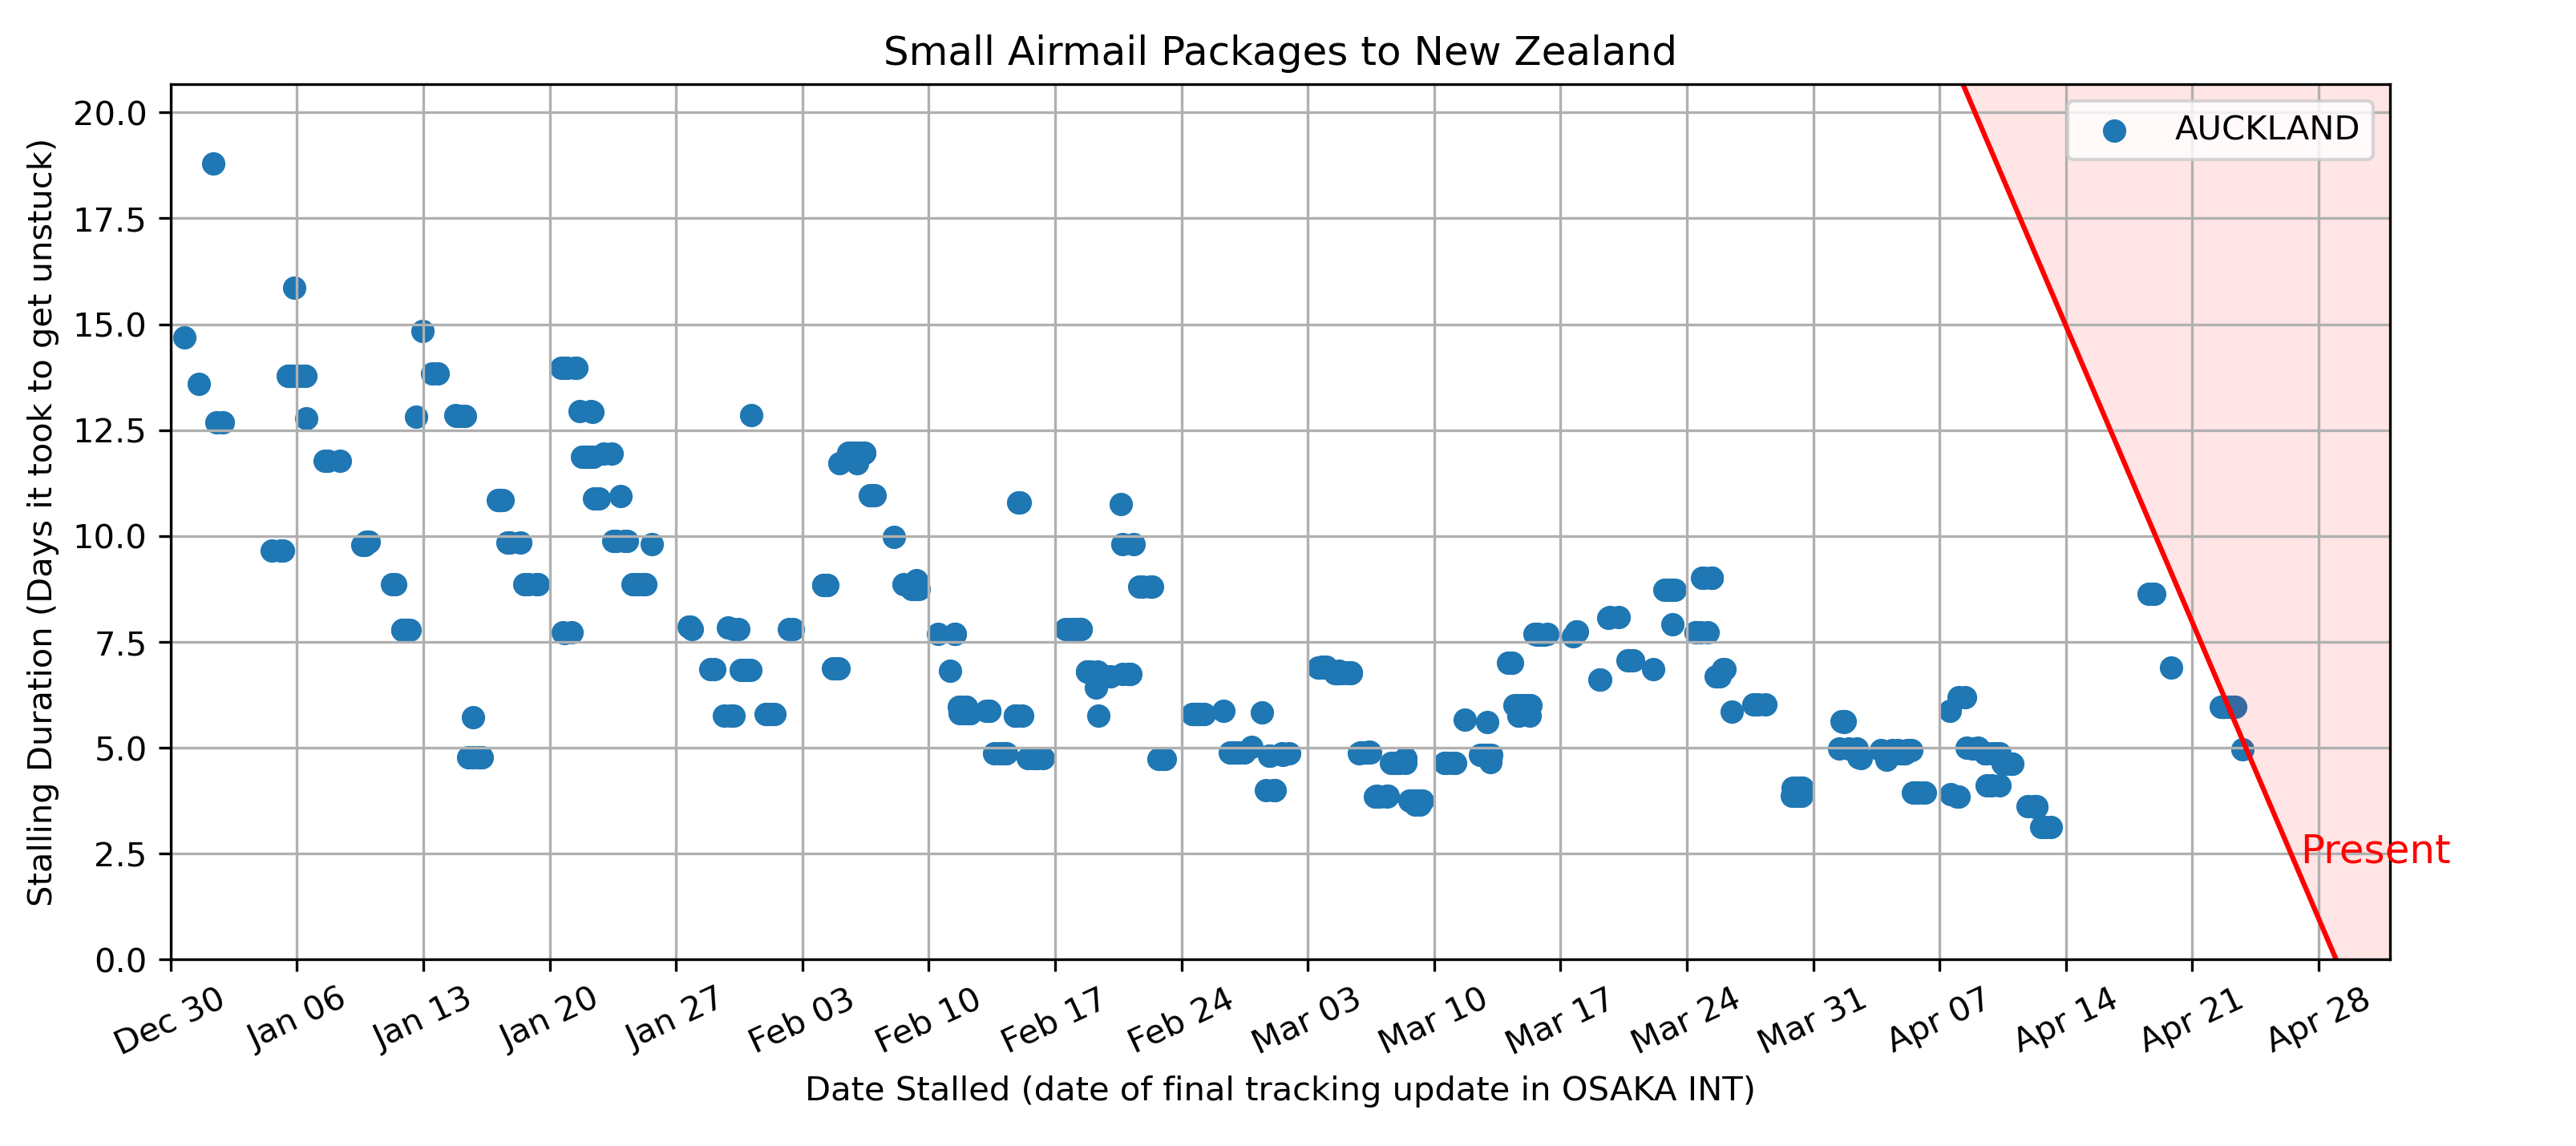 Small Airmail Packages to New Zealand
AUCKLAND
Stalling Duration (Days it took to get unstuck)
20.0
17.5
15.0
12.5
10.0
7.5
5.0
2.5
0.0
Present
Dec 30 Jan 06 Jan 13 Jan 20 Jan 27 Feb 03 Feb 10 Feb 17 Feb 24 Mar 03 Mar 10 Mar 17 Mar 24 Mar 31 Apr 07 Apr 14 Apr 21 Apr 28
Date Stalled (date of final tracking update in OSAKA INT)